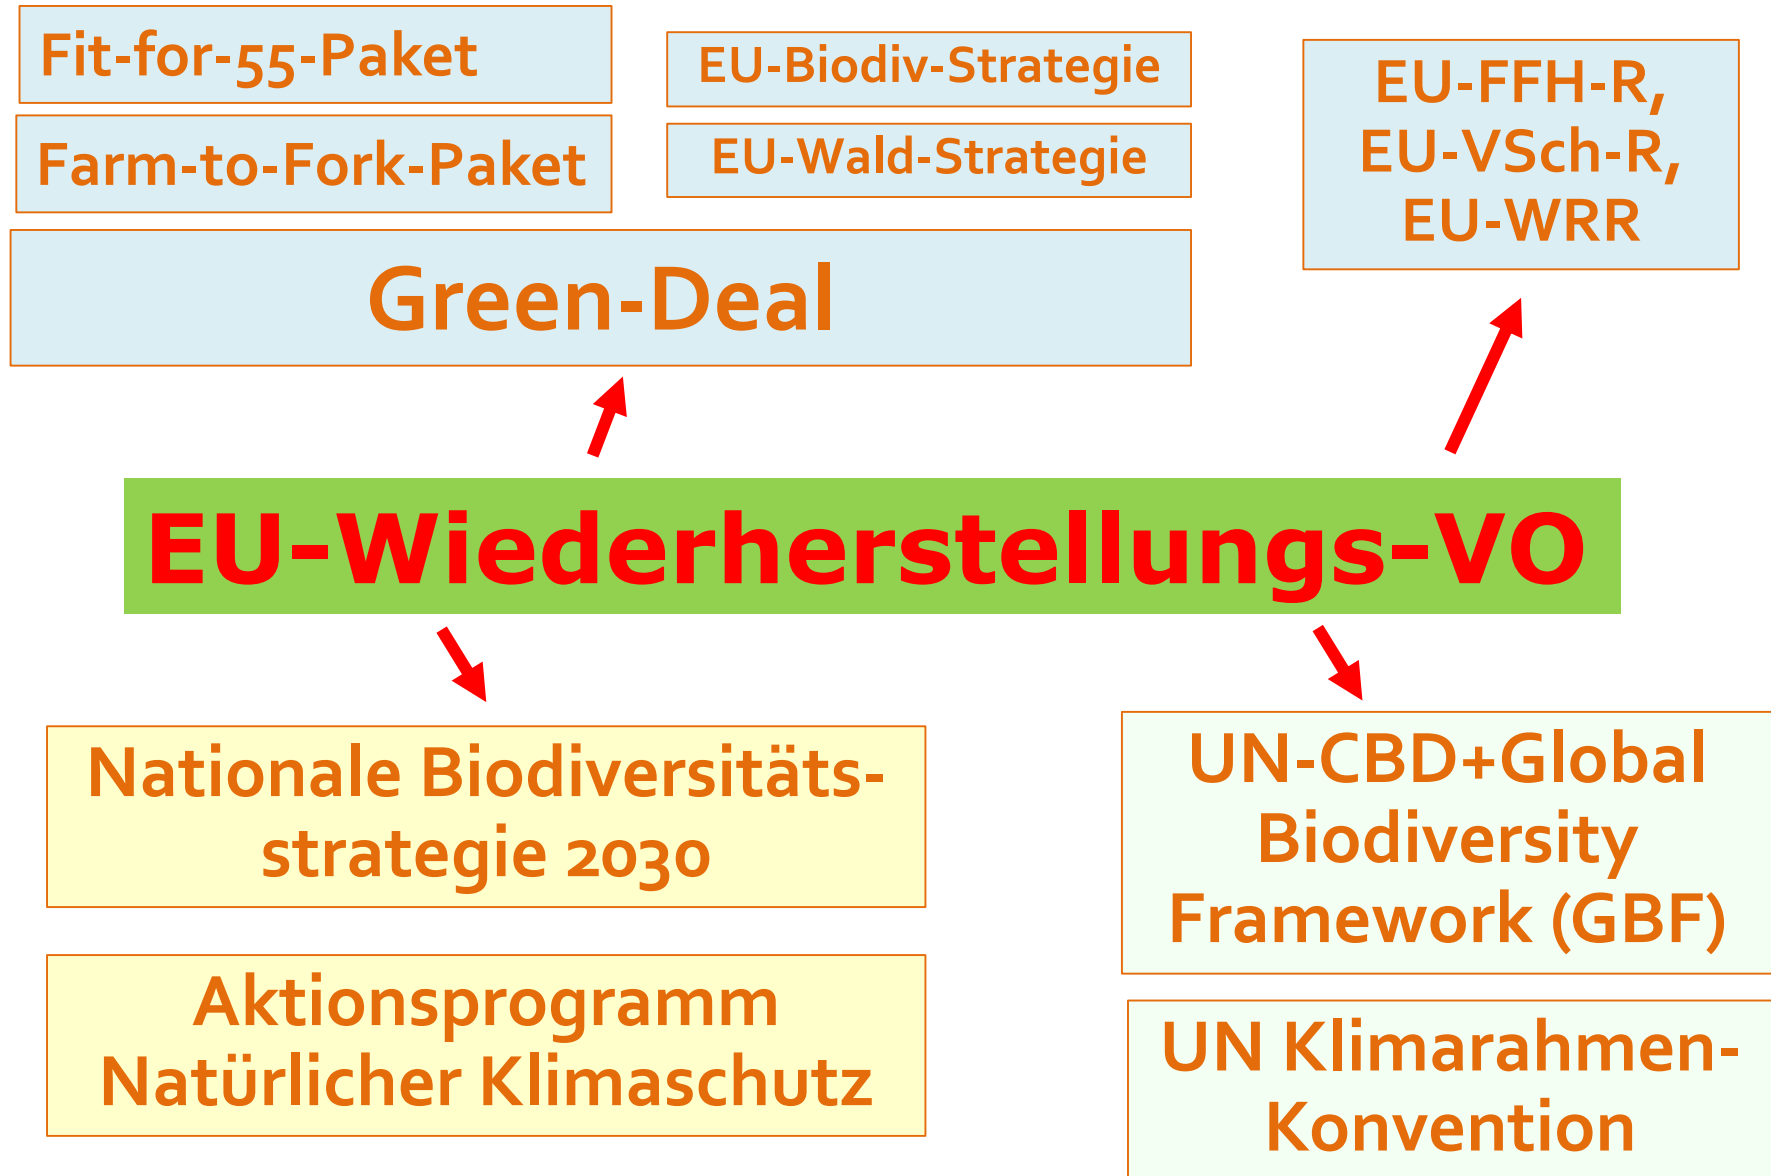 Fit-for-55-Paket
Farm-to-Fork-Paket
EU-Biodiv-Strategie
EU-Wald-Strategie
Green-Deal
EU-FFH-R,
EU-VSch-R,
EU-WRR
EU-Wiederherstellungs-VO
Nationale Biodiversitäts-
strategie 2030
Aktionsprogramm
Natürlicher Klimaschutz
UN-CBD+Global
Biodiversity
Framework (GBF)
UN Klimarahmen-
Konvention